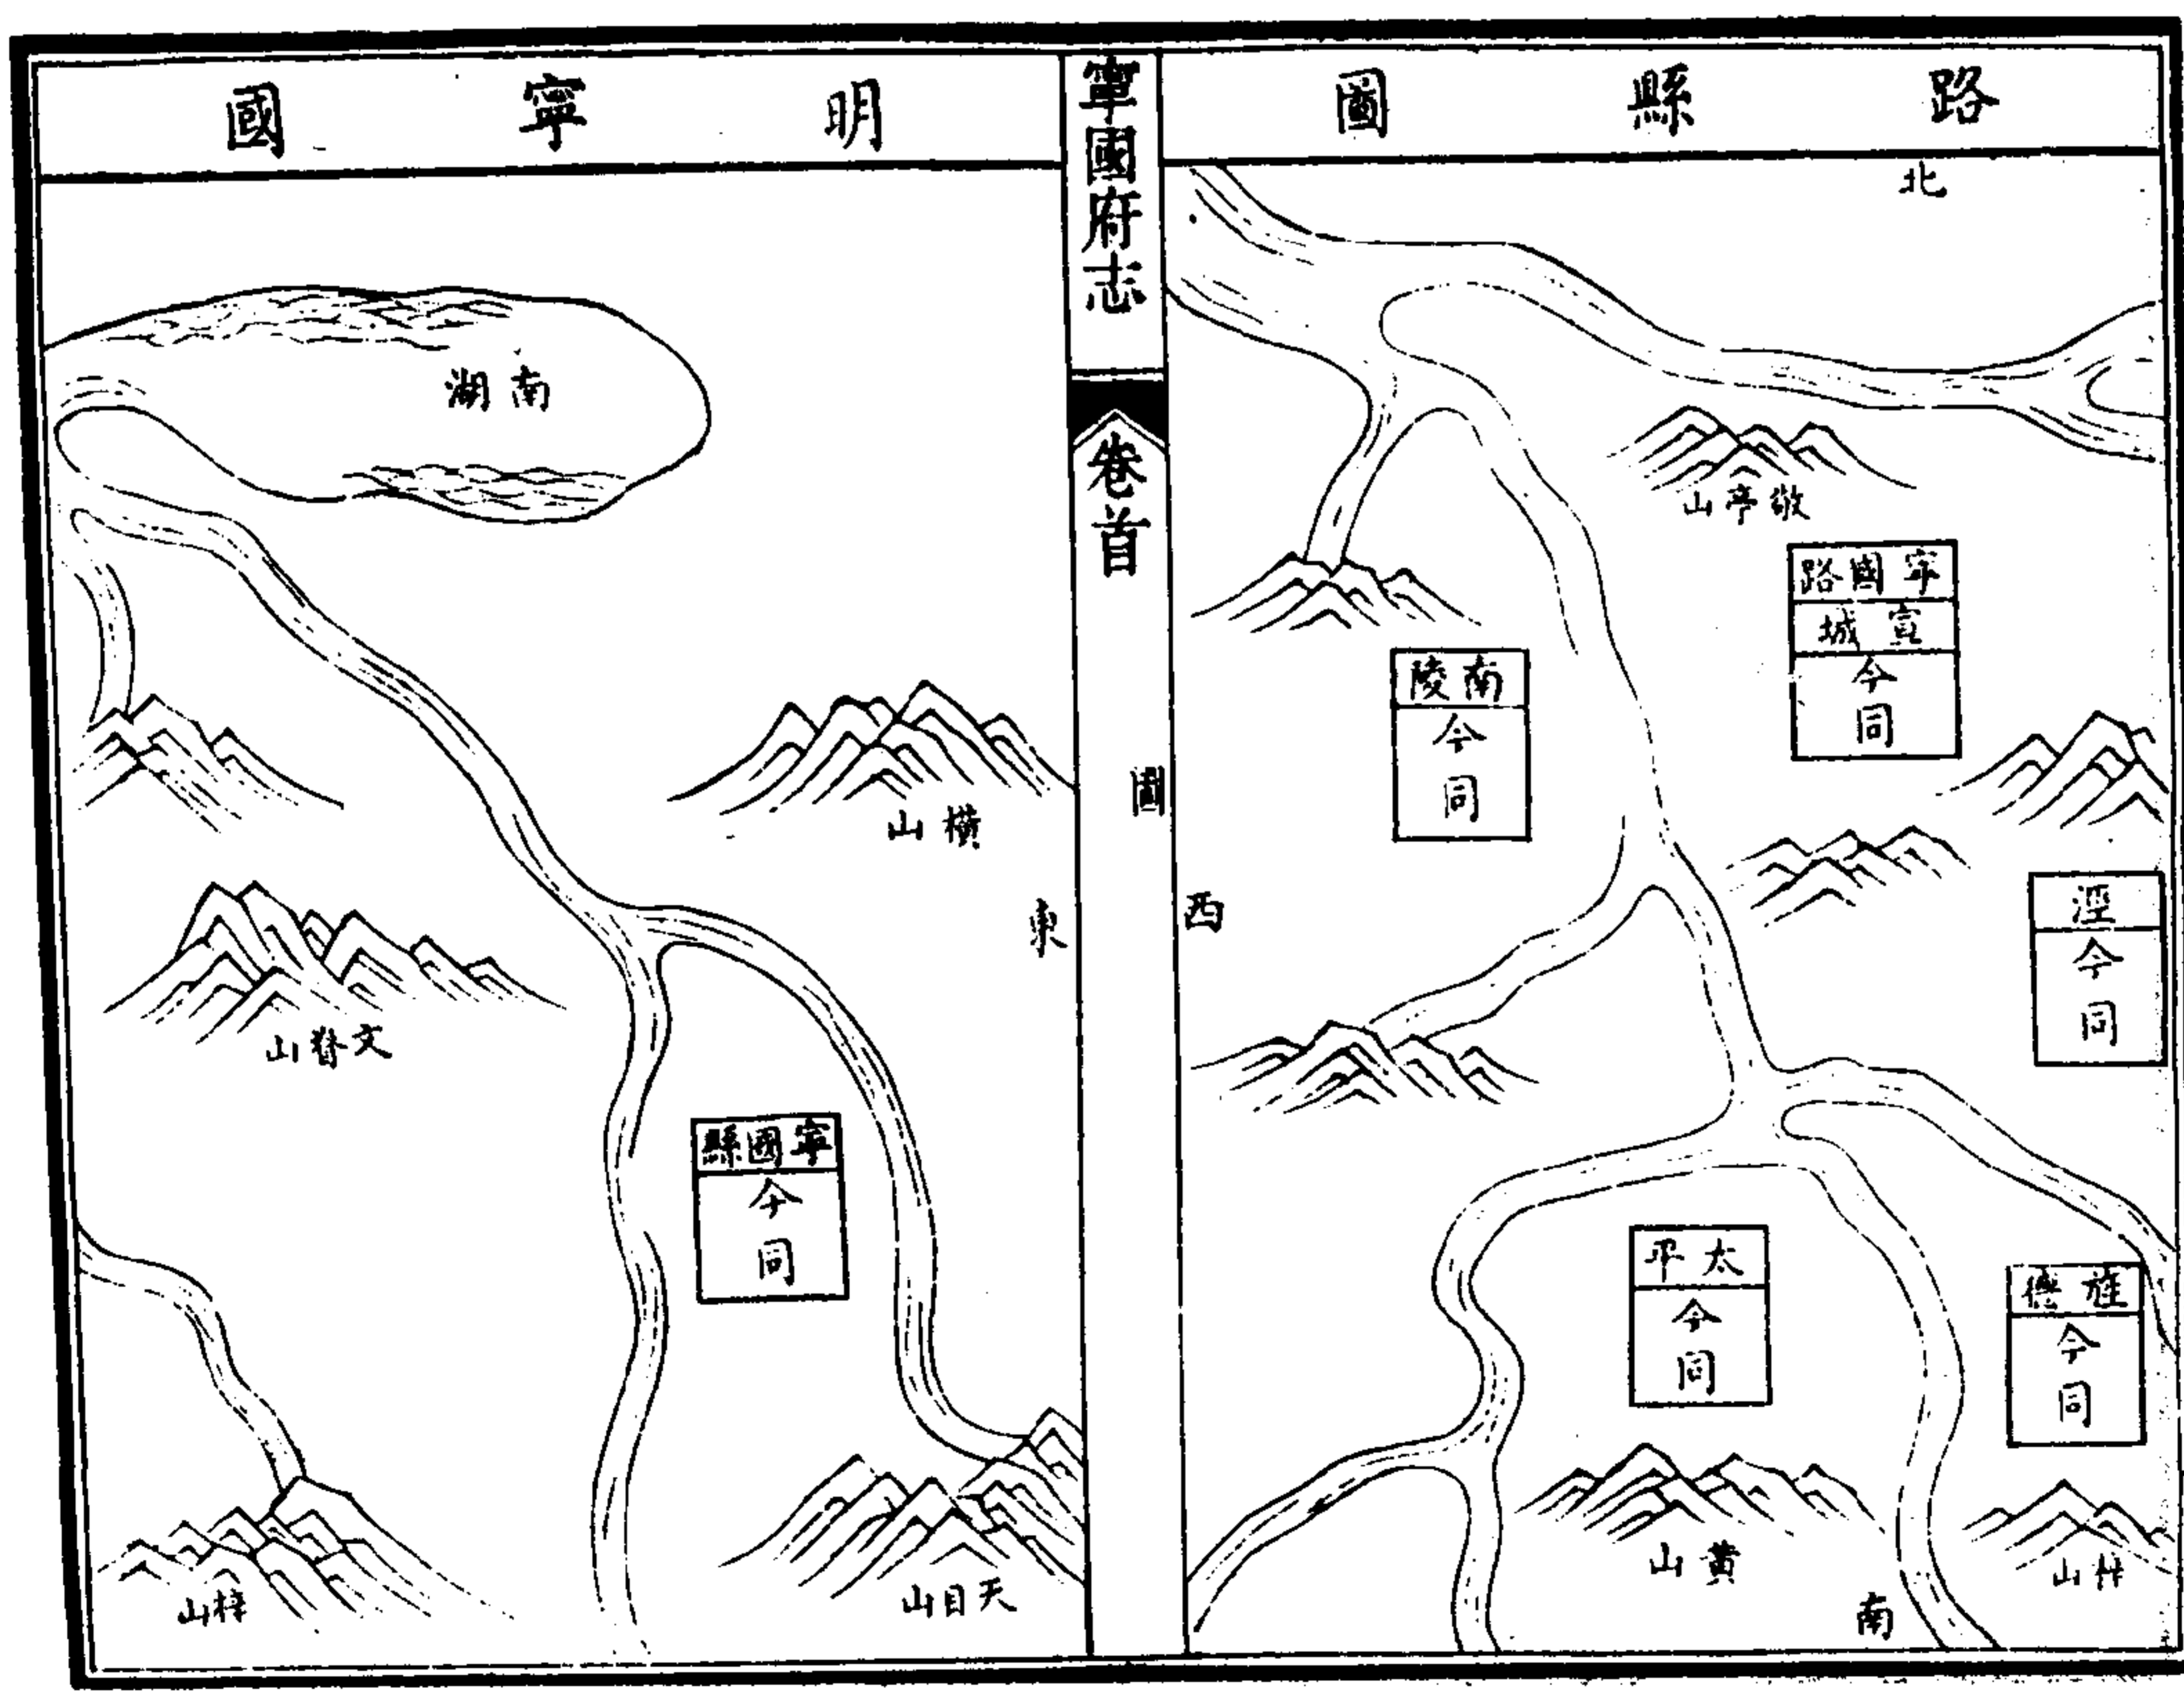 路縣圖
北
敬亭山
寧國路
宣城
今同
涇
今同
南陵
今同
西
太平
今同
旌德
今同
黃山
梓山
南
寧國府志
卷首
圖
明寧國
南湖
橫山
東
文脊山
寧國縣
今同
天目山
梓山